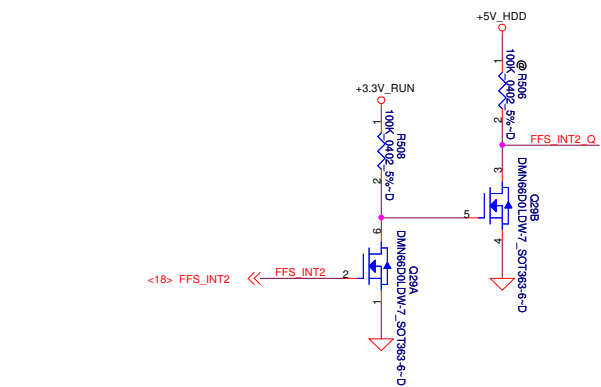 +5V_HDD
1
@ R506
100K_0402_5%~D
2
FFS_INT2_Q
+3.3V_RUN
1
R508
100K_0402_5%~D
2
3
Q29B
DMN66D0LDW-7_SOT363-6~D
5
4
6
Q29A
DMN66D0LDW-7_SOT363-6~D
<18> FFS_INT2
FFS_INT2
2
1